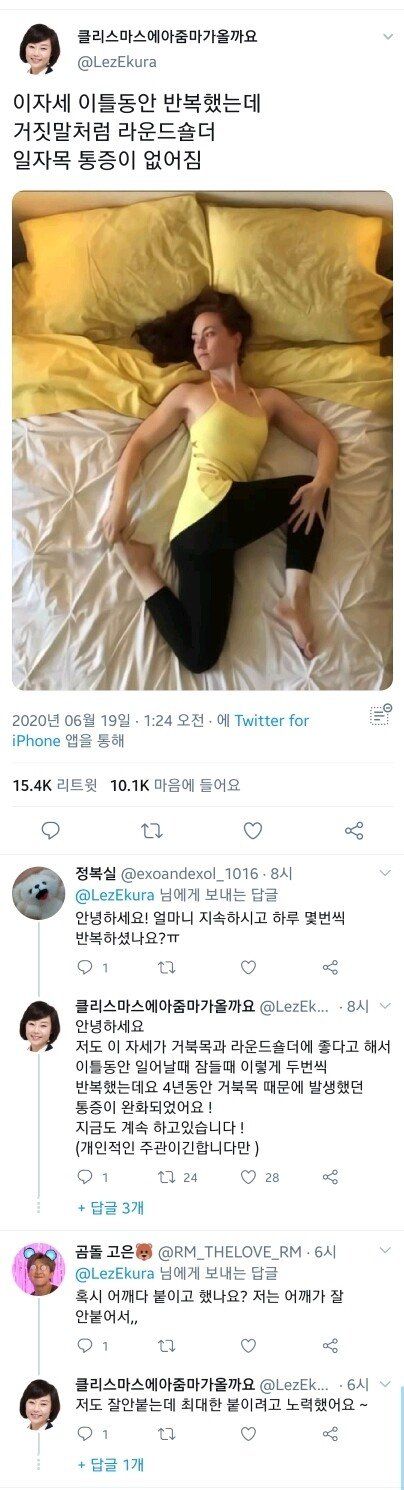 클리스마스에아줌마가올까요
@LezEkura
이자세 이틀동안 반복했는데
거짓말처럼 라운드숄더
일자목 통증이 없어짐
2020년 06월 19일 · 1:24 오전 · 에 Twitter for
iPhone 앱을 통해
15.4K 리트윗 10.1K 마음에 들어요
정복실 @exoandexol_1016 · 8시
@LezEkura 님에게 보내는 답글
안녕하세요! 얼마니 지속하시고 하루 몇번씩
반복하셨나요?ㅠ
1
클리스마스에아줌마가올까요 @LezEk... · 8시
안녕하세요
저도 이 자세가 거북목과 라운드숄더에 좋다고 해서
이틀동안 일어날때 잠들때 이렇게 두번씩
반복했는데요 4년동안 거북목 때문에 발생했던
통증이 완화되었어요 !
지금도 계속 하고있습니다 !
(개인적인 주관이긴합니다만 )
1 24 28
+ 답글 3개
곰돌 고은🐻 @RM_THELOVE_RM · 6시
@LezEkura 님에게 보내는 답글
혹시 어깨다 붙이고 했나요? 저는 어깨가 잘
안붙어서,,
1
클리스마스에아줌마가올까요 @LezEk... · 6시
저도 잘안붙는데 최대한 붙이려고 노력했어요 ~
1
+ 답글 1개